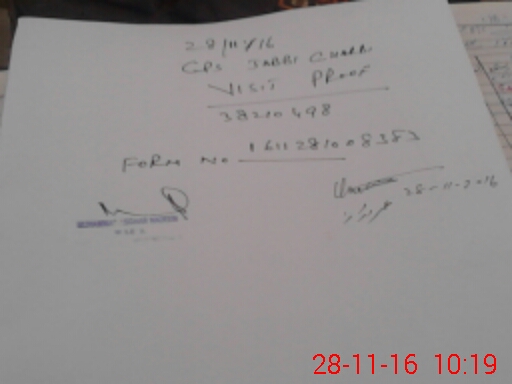 28/11/16
GPS JABBI CHARBI
VISIT PROOF
38210498
FORM NO 1611281008383
28-11-2016
28-11-16 10:19